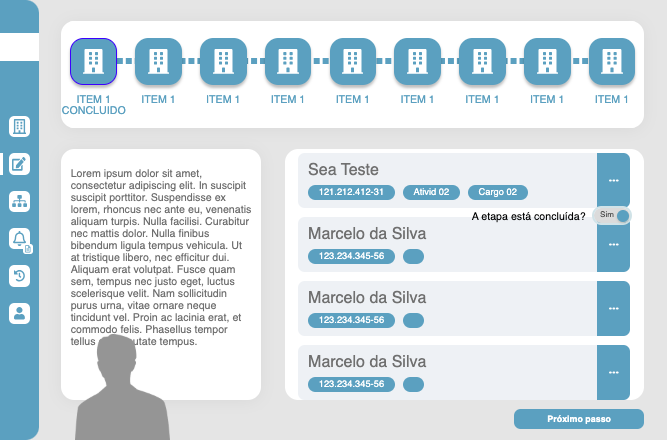 ITEM 1
CONCLUIDO
ITEM 1
ITEM 1
ITEM 1
ITEM 1
ITEM 1
ITEM 1
ITEM 1
ITEM 1
Lorem ipsum dolor sit amet,
consectetur adipiscing elit. In suscipit
suscipit porttitor. Suspendisse ex
lorem, rhoncus nec ante eu, venenatis
aliquam turpis. Nulla facilisi. Curabitur
nec mattis dolor. Nulla finibus
bibendum ligula tempus vehicula. Ut
at tristique libero, nec efficitur dui.
Aliquam erat volutpat. Fusce quam
sem, tempus nec justo eget, luctus
scelerisque velit. Nam sollicitudin
purus urna, vitae ornare neque
tincidunt vel. Proin ac lacinia erat, et
commodo felis. Phasellus tempor
tellus utate tempus.
Sea Teste
121.212.412-31 Ativid 02 Cargo 02
...
A etapa está concluída? Sim
Marcelo da Silva
123.234.345-56
...
Marcelo da Silva
123.234.345-56
...
Marcelo da Silva
123.234.345-56
...
Próximo passo